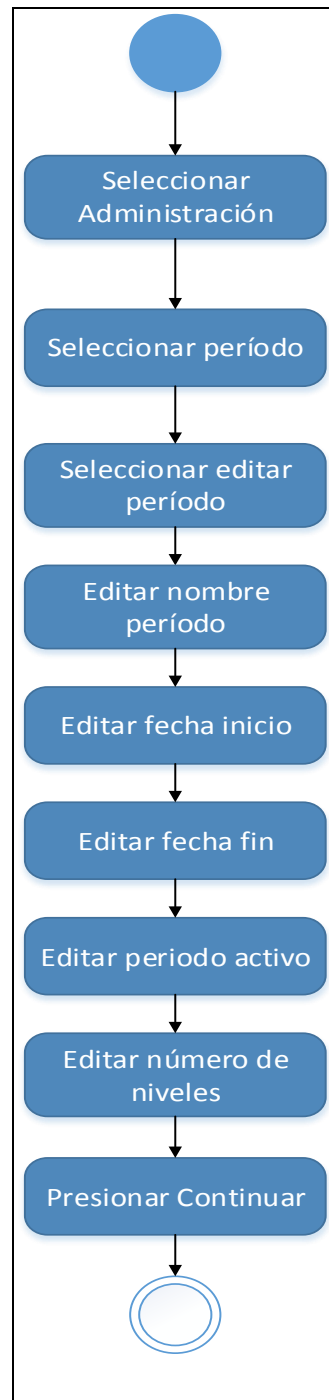 Seleccionar
Administración
Seleccionar período
Seleccionar editar
período
Editar nombre
período
Editar fecha inicio
Editar fecha fin
Editar periodo activo
Editar número de
niveles
Presionar Continuar